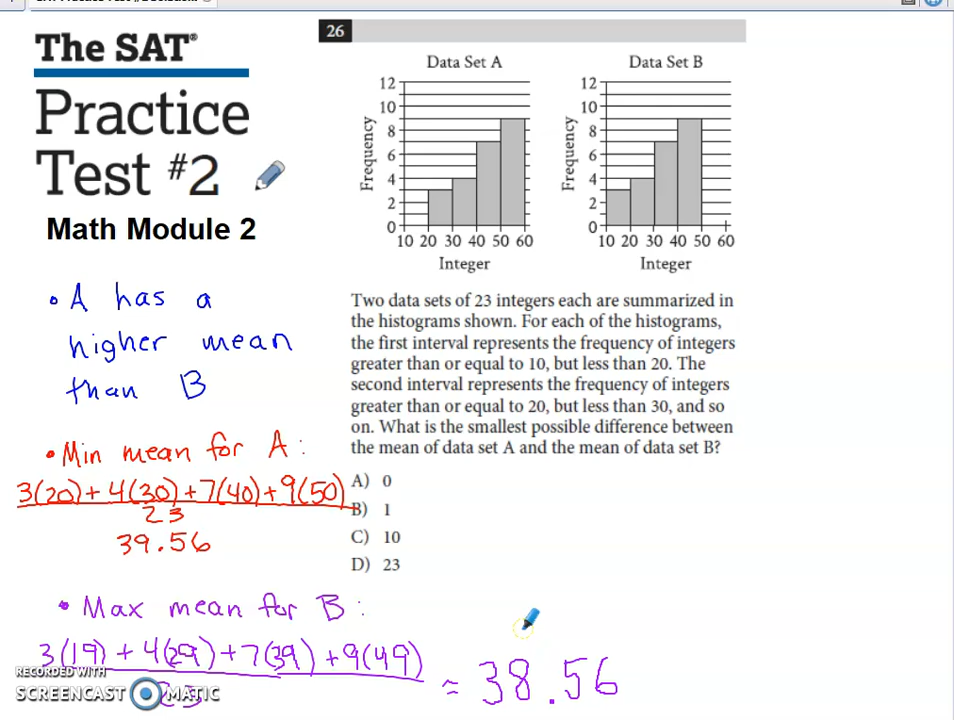 The SAT®
Practice
Test #2
Math Module 2
• A has a
higher mean
than B
• Min mean for A:
3(20) + 4(30) + 7(40) + 9(50)
23
39.56
• Max mean for B:
3(19) + 4(29) + 7(39) + 9(49)
23
≈ 38.56
RECORDED WITH
SCREENCAST MATIC
26
Data Set A
Frequency
12
10
8
6
4
2
0
10 20 30 40 50 60
Integer
Data Set B
Frequency
12
10
8
6
4
2
0
10 20 30 40 50 60
Integer
Two data sets of 23 integers each are summarized in
the histograms shown. For each of the histograms,
the first interval represents the frequency of integers
greater than or equal to 10, but less than 20. The
second interval represents the frequency of integers
greater than or equal to 20, but less than 30, and so
on. What is the smallest possible difference between
the mean of data set A and the mean of data set B?
A) 0
B) 1
C) 10
D) 23